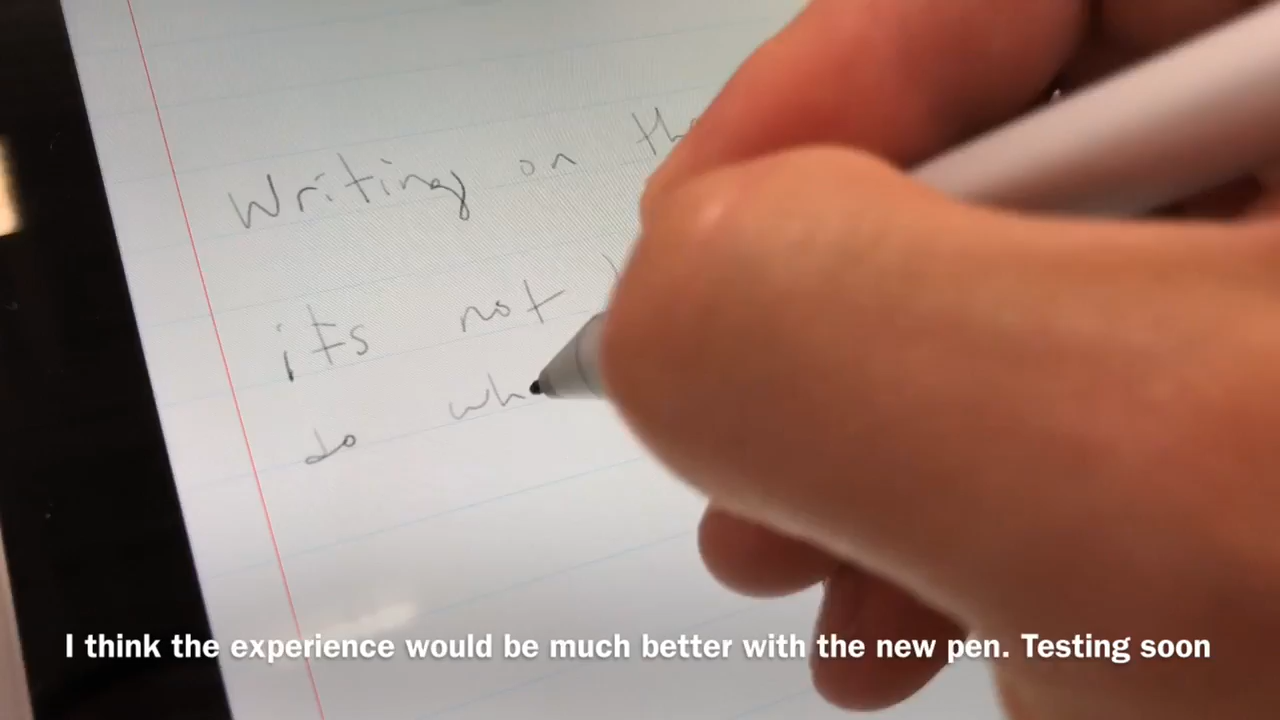 Writing on the
its not
do wh
I think the experience would be much better with the new pen. Testing soon